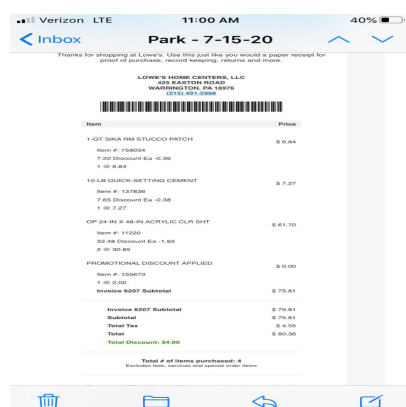 Verizon LTE 11:00 AM 40%
Inbox Park - 7-15-20
Thanks for shopping at Lowe's. Use this just like you would a paper receipt for
proof of purchase, record keeping, returns and more.
LOWE'S HOME CENTERS, LLC
425 EASTON ROAD
WARRINGTON, PA 18976
(215) 491-5968
Item Price
1-QT SIKA RM STUCCO PATCH $ 6.84
Item #: 759034
7.20 Discount Ea -0.36
1 @ 6.84
10-LB QUICK-SETTING CEMENT $ 7.27
Item #: 137836
7.65 Discount Ea -0.38
1 @ 7.27
OP 24-IN X 48-IN ACRYLIC CLR SHT $ 61.70
Item #: 11220
32.48 Discount Ea -1.63
2 @ 30.85
PROMOTIONAL DISCOUNT APPLIED $ 0.00
Item #: 155670
1 @ 0.00
Invoice 6207 Subtotal $ 75.81
Invoice 6207 Subtotal $ 75.81
Subtotal $ 75.81
Total Tax $ 4.55
Total $ 80.36
Total Discount: $4.00
Total # of items purchased: 4
Excludes fees, services and special order items